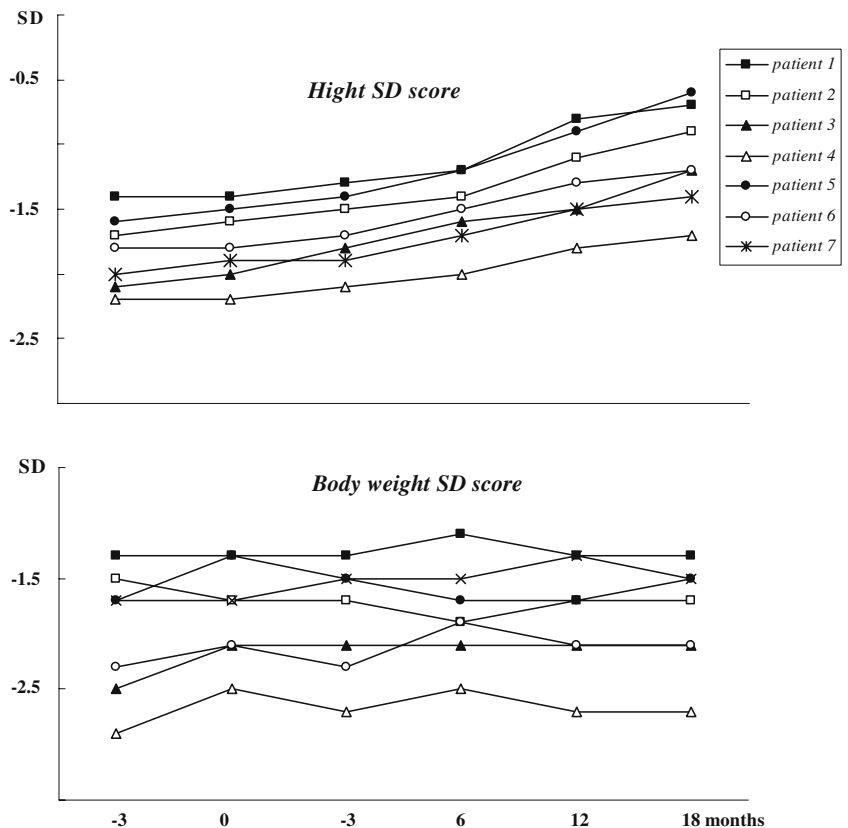 SD
-0.5
-1.5
-2.5
Hight SD score
patient 1
patient 2
patient 3
patient 4
patient 5
patient 6
patient 7
SD
Body weight SD score
-1.5
-2.5
-3 0 -3 6 12 18 months